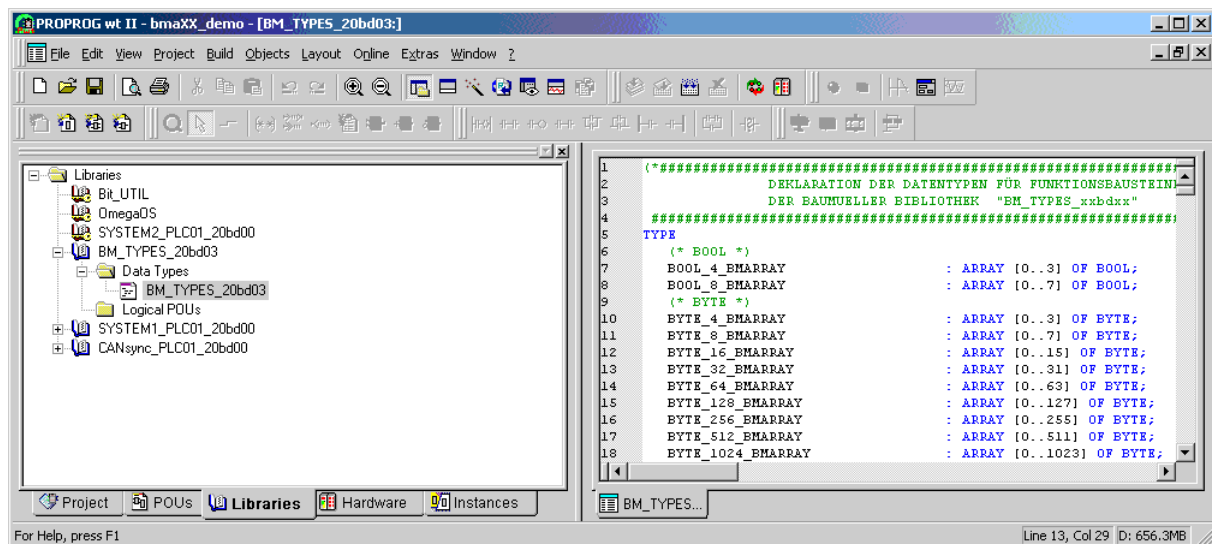 PROPROG wt II - bmaXX_demo - [BM_TYPES_20bd03:]
File Edit View Project Build Objects Layout Online Extras Window ?
Libraries
Bit_UTIL
OmegaOS
SYSTEM2_PLC01_20bd00
BM_TYPES_20bd03
Data Types
BM_TYPES_20bd03
Logical POUs
SYSTEM1_PLC01_20bd00
CANsync_PLC01_20bd00
Project POUs Libraries Hardware Instances
1 (*##########################################################################
2 DEKLARATION DER DATENTYPEN FÜR FUNKTIONSBAUSTEIN
3 DER BAUMUELLER BIBLIOTHEK "BM_TYPES_xxbdxx"
4 ##########################################################################
5 TYPE
6 (* BOOL *)
7 BOOL_4_BMARRAY : ARRAY [0..3] OF BOOL;
8 BOOL_8_BMARRAY : ARRAY [0..7] OF BOOL;
9 (* BYTE *)
10 BYTE_4_BMARRAY : ARRAY [0..3] OF BYTE;
11 BYTE_8_BMARRAY : ARRAY [0..7] OF BYTE;
12 BYTE_16_BMARRAY : ARRAY [0..15] OF BYTE;
13 BYTE_32_BMARRAY : ARRAY [0..31] OF BYTE;
14 BYTE_64_BMARRAY : ARRAY [0..63] OF BYTE;
15 BYTE_128_BMARRAY : ARRAY [0..127] OF BYTE;
16 BYTE_256_BMARRAY : ARRAY [0..255] OF BYTE;
17 BYTE_512_BMARRAY : ARRAY [0..511] OF BYTE;
18 BYTE_1024_BMARRAY : ARRAY [0..1023] OF BYTE;
BM_TYPES...
For Help, press F1
Line 13, Col 29 D: 656.3MB